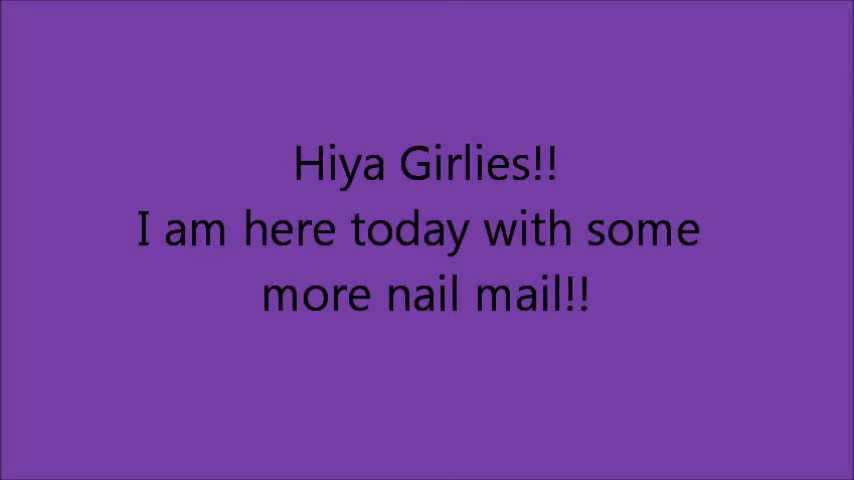 Hiya Girlies!!
I am here today with some
more nail mail!!